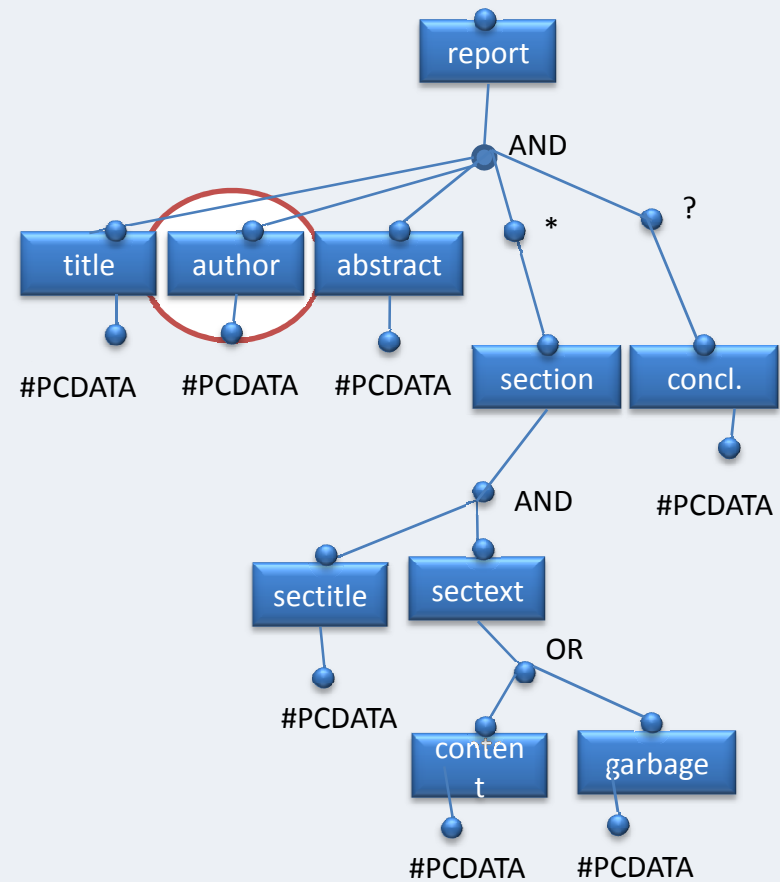 report
AND
*
?
title
author
abstract
#PCDATA
#PCDATA
#PCDATA
section
concl.
AND
#PCDATA
sectitle
sectext
OR
#PCDATA
conten
t
garbage
#PCDATA
#PCDATA